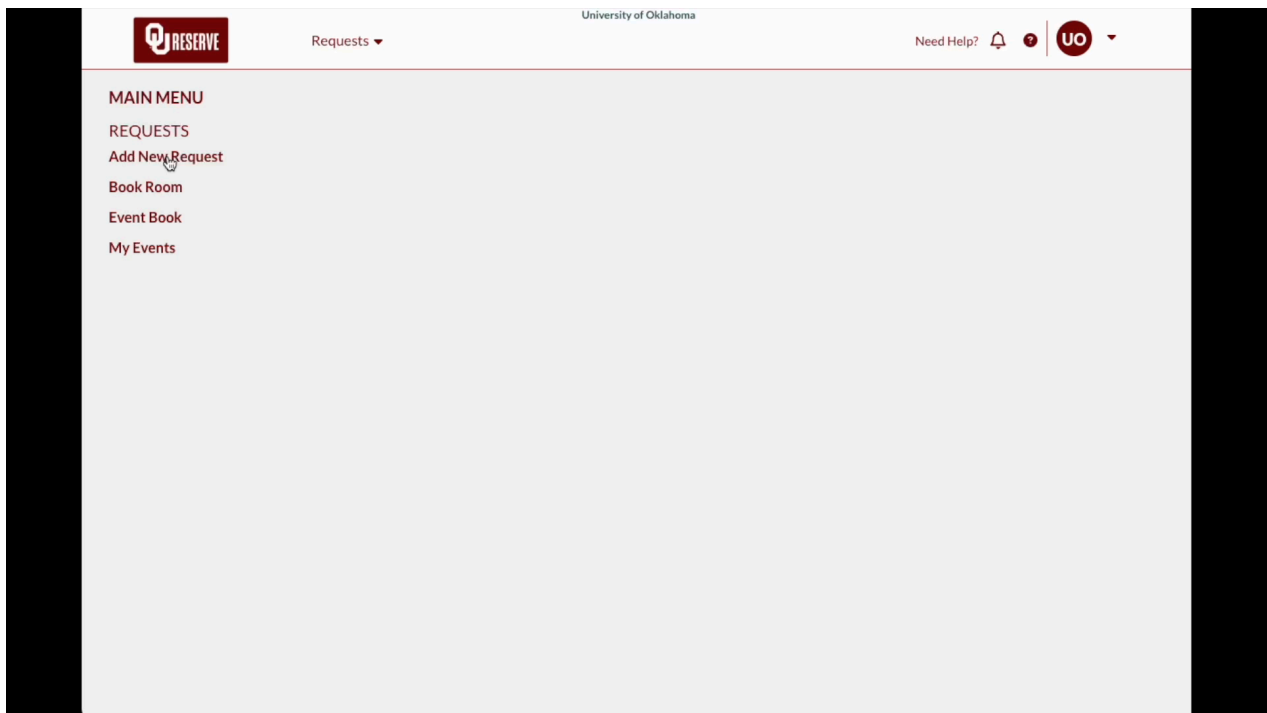 University of Oklahoma
OU RESERVE
Requests
Need Help?
?
UO
MAIN MENU
REQUESTS
Add New Request
Book Room
Event Book
My Events